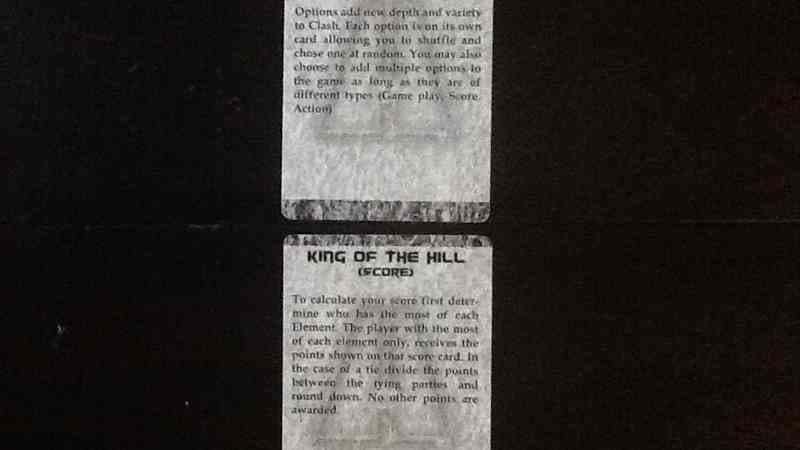 Options add new depth and variety
to Clash. Each option is on its own
card allowing you to shuffle and
chose one at random. You may also
choose to add multiple options to
the game as long as they are of
different types (Game play, Score,
Action)
KING OF THE HILL
(SCORE)
To calculate your score first deter-
mine who has the most of each
Element. The player with the most
of each element only, receives the
points shown on that score card. In
the case of a tie divide the points
between the tying parties and
round down. No other points are
awarded.